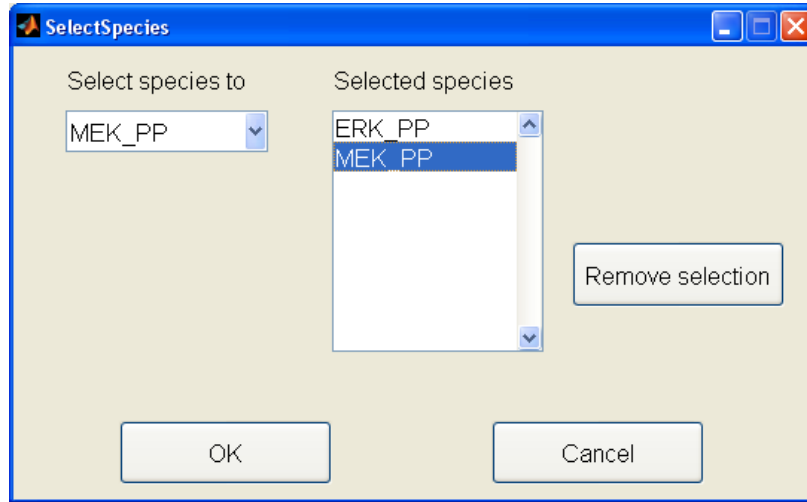 SelectSpecies
Select species to
Selected species
MEK_PP
ERK_PP
MEK_PP
Remove selection
OK
Cancel